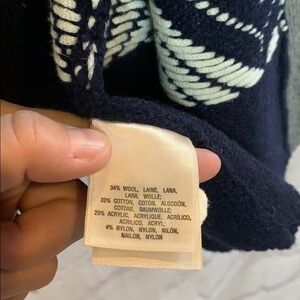 34% WOOL, LAINE, LANA,
LANA, WOLLE;
33% COTTON, COTON, ALGODÓN,
COTONE, BAUMWOLLE;
29% ACRYLIC, ACRYLIQUE, ACRÍLICO,
ACRILICO, ACRYL;
4% NYLON, NYLON, NILÓN,
NAILON, NYLON